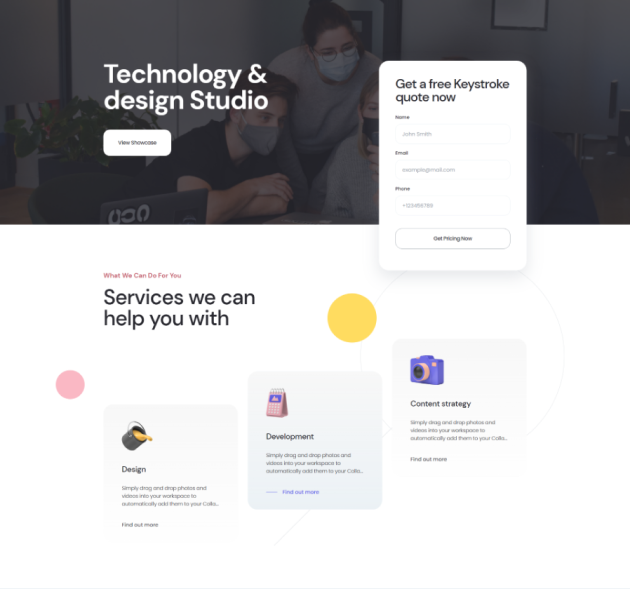 Technology &
design Studio
View Showcase
Get a free Keystroke
quote now
Name
John Smith
Email
example@mail.com
Phone
+123456789
Get Pricing Now
What We Can Do For You
Services we can
help you with
Design
Simply drag and drop photos and
videos into your workspace to
automatically add them to your Colla...
Find out more
Development
Simply drag and drop photos and
videos into your workspace to
automatically add them to your Colla...
Find out more
Content strategy
Simply drag and drop photos and
videos into your workspace to
automatically add them to your Colla...
Find out more